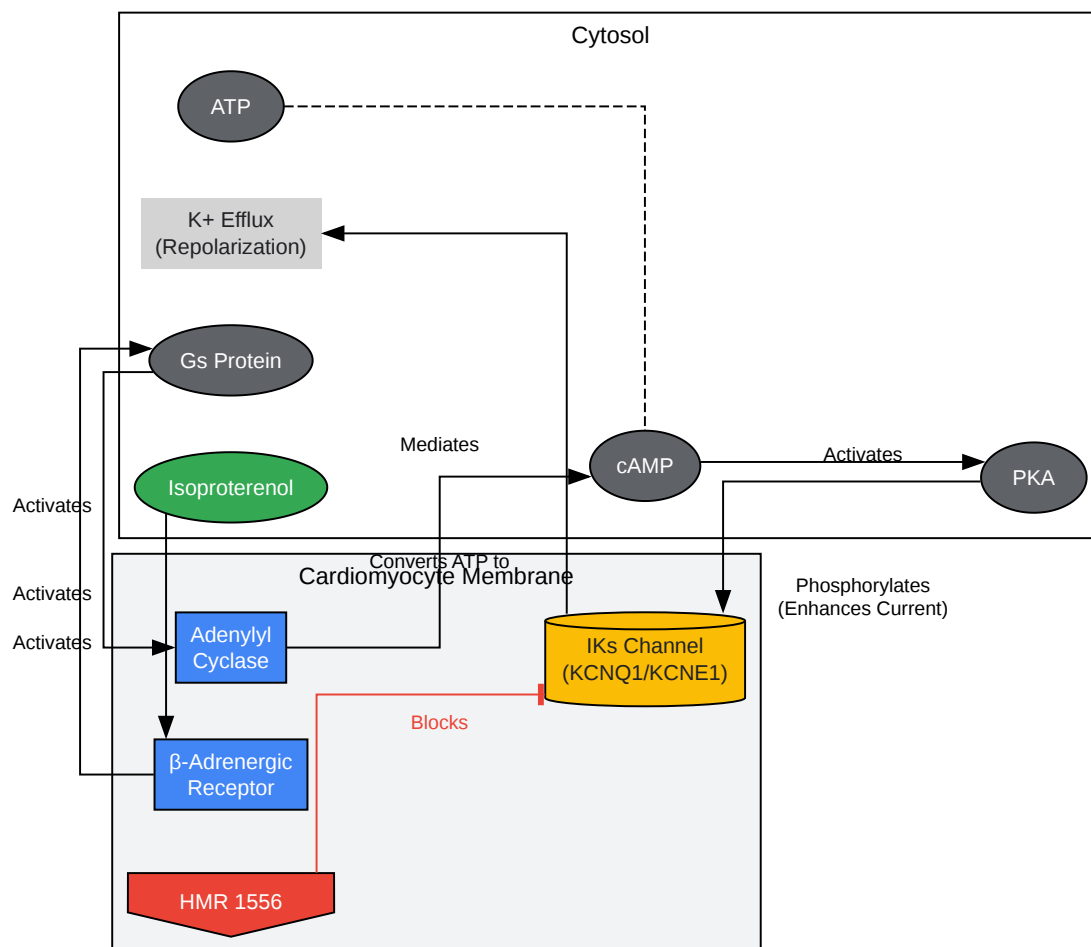 Cytosol
ATP
K+ Efflux
(Repolarization)
Gs Protein
Mediates
cAMP
Activates
PKA
Isoproterenol
Activates
Converts ATP to
Cardiomyocyte Membrane
Activates
Phosphorylates
(Enhances Current)
Activates
Adenylyl
Cyclase
IKs Channel
(KCNQ1/KCNE1)
Blocks
β-Adrenergic
Receptor
HMR 1556